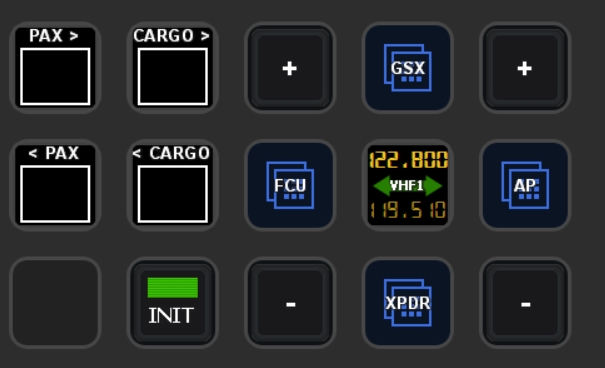 PAX >
CARGO >
+
GSX
+
< PAX
< CARGO
FCU
122.800
VHF1
119.510
AP
INIT
-
XPDR
-